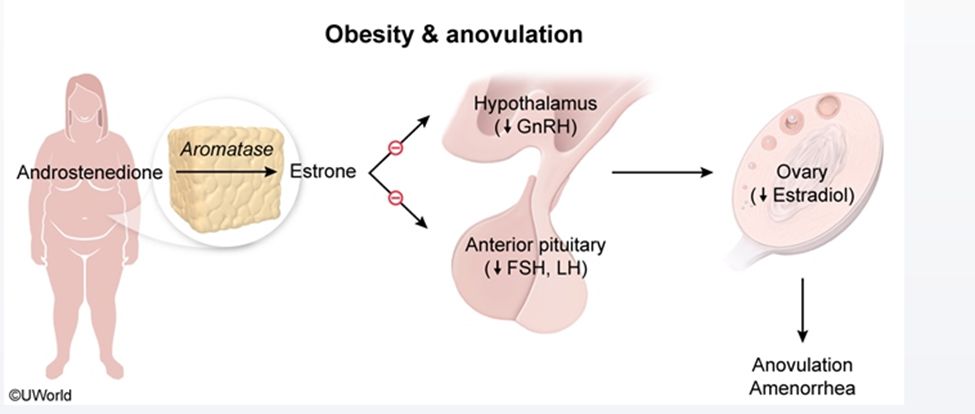 Obesity & anovulation
Androstenedione
Aromatase
Estrone
Hypothalamus
(↓ GnRH)
Anterior pituitary
(↓ FSH, LH)
Ovary
(↓ Estradiol)
Anovulation
Amenorrhea
©UWorld